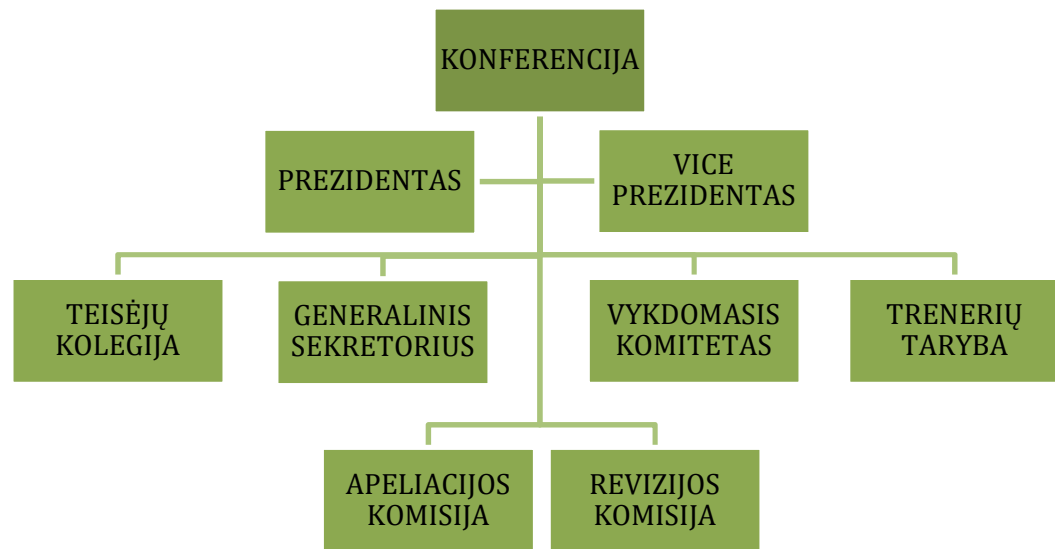 KONFERENCIJA
PREZIDENTAS
VICE
PREZIDENTAS
TEISĖJŲ
KOLEGIJA
GENERALINIS
SEKRETORIUS
VYKDOMASIS
KOMITETAS
TRENERIŲ
TARYBA
APELIACIJOS
KOMISIJA
REVIZIJOS
KOMISIJA